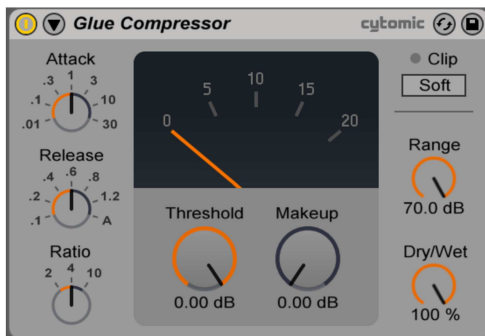 Glue Compressor
cytomic
Attack
.01 .1 .3 1 3 10 30
Release
.1 .2 .4 .6 .8 1.2 A
Ratio
2 4 10
0 5 10 15 20
Threshold
0.00 dB
Makeup
0.00 dB
Clip
Soft
Range
70.0 dB
Dry/Wet
100 %